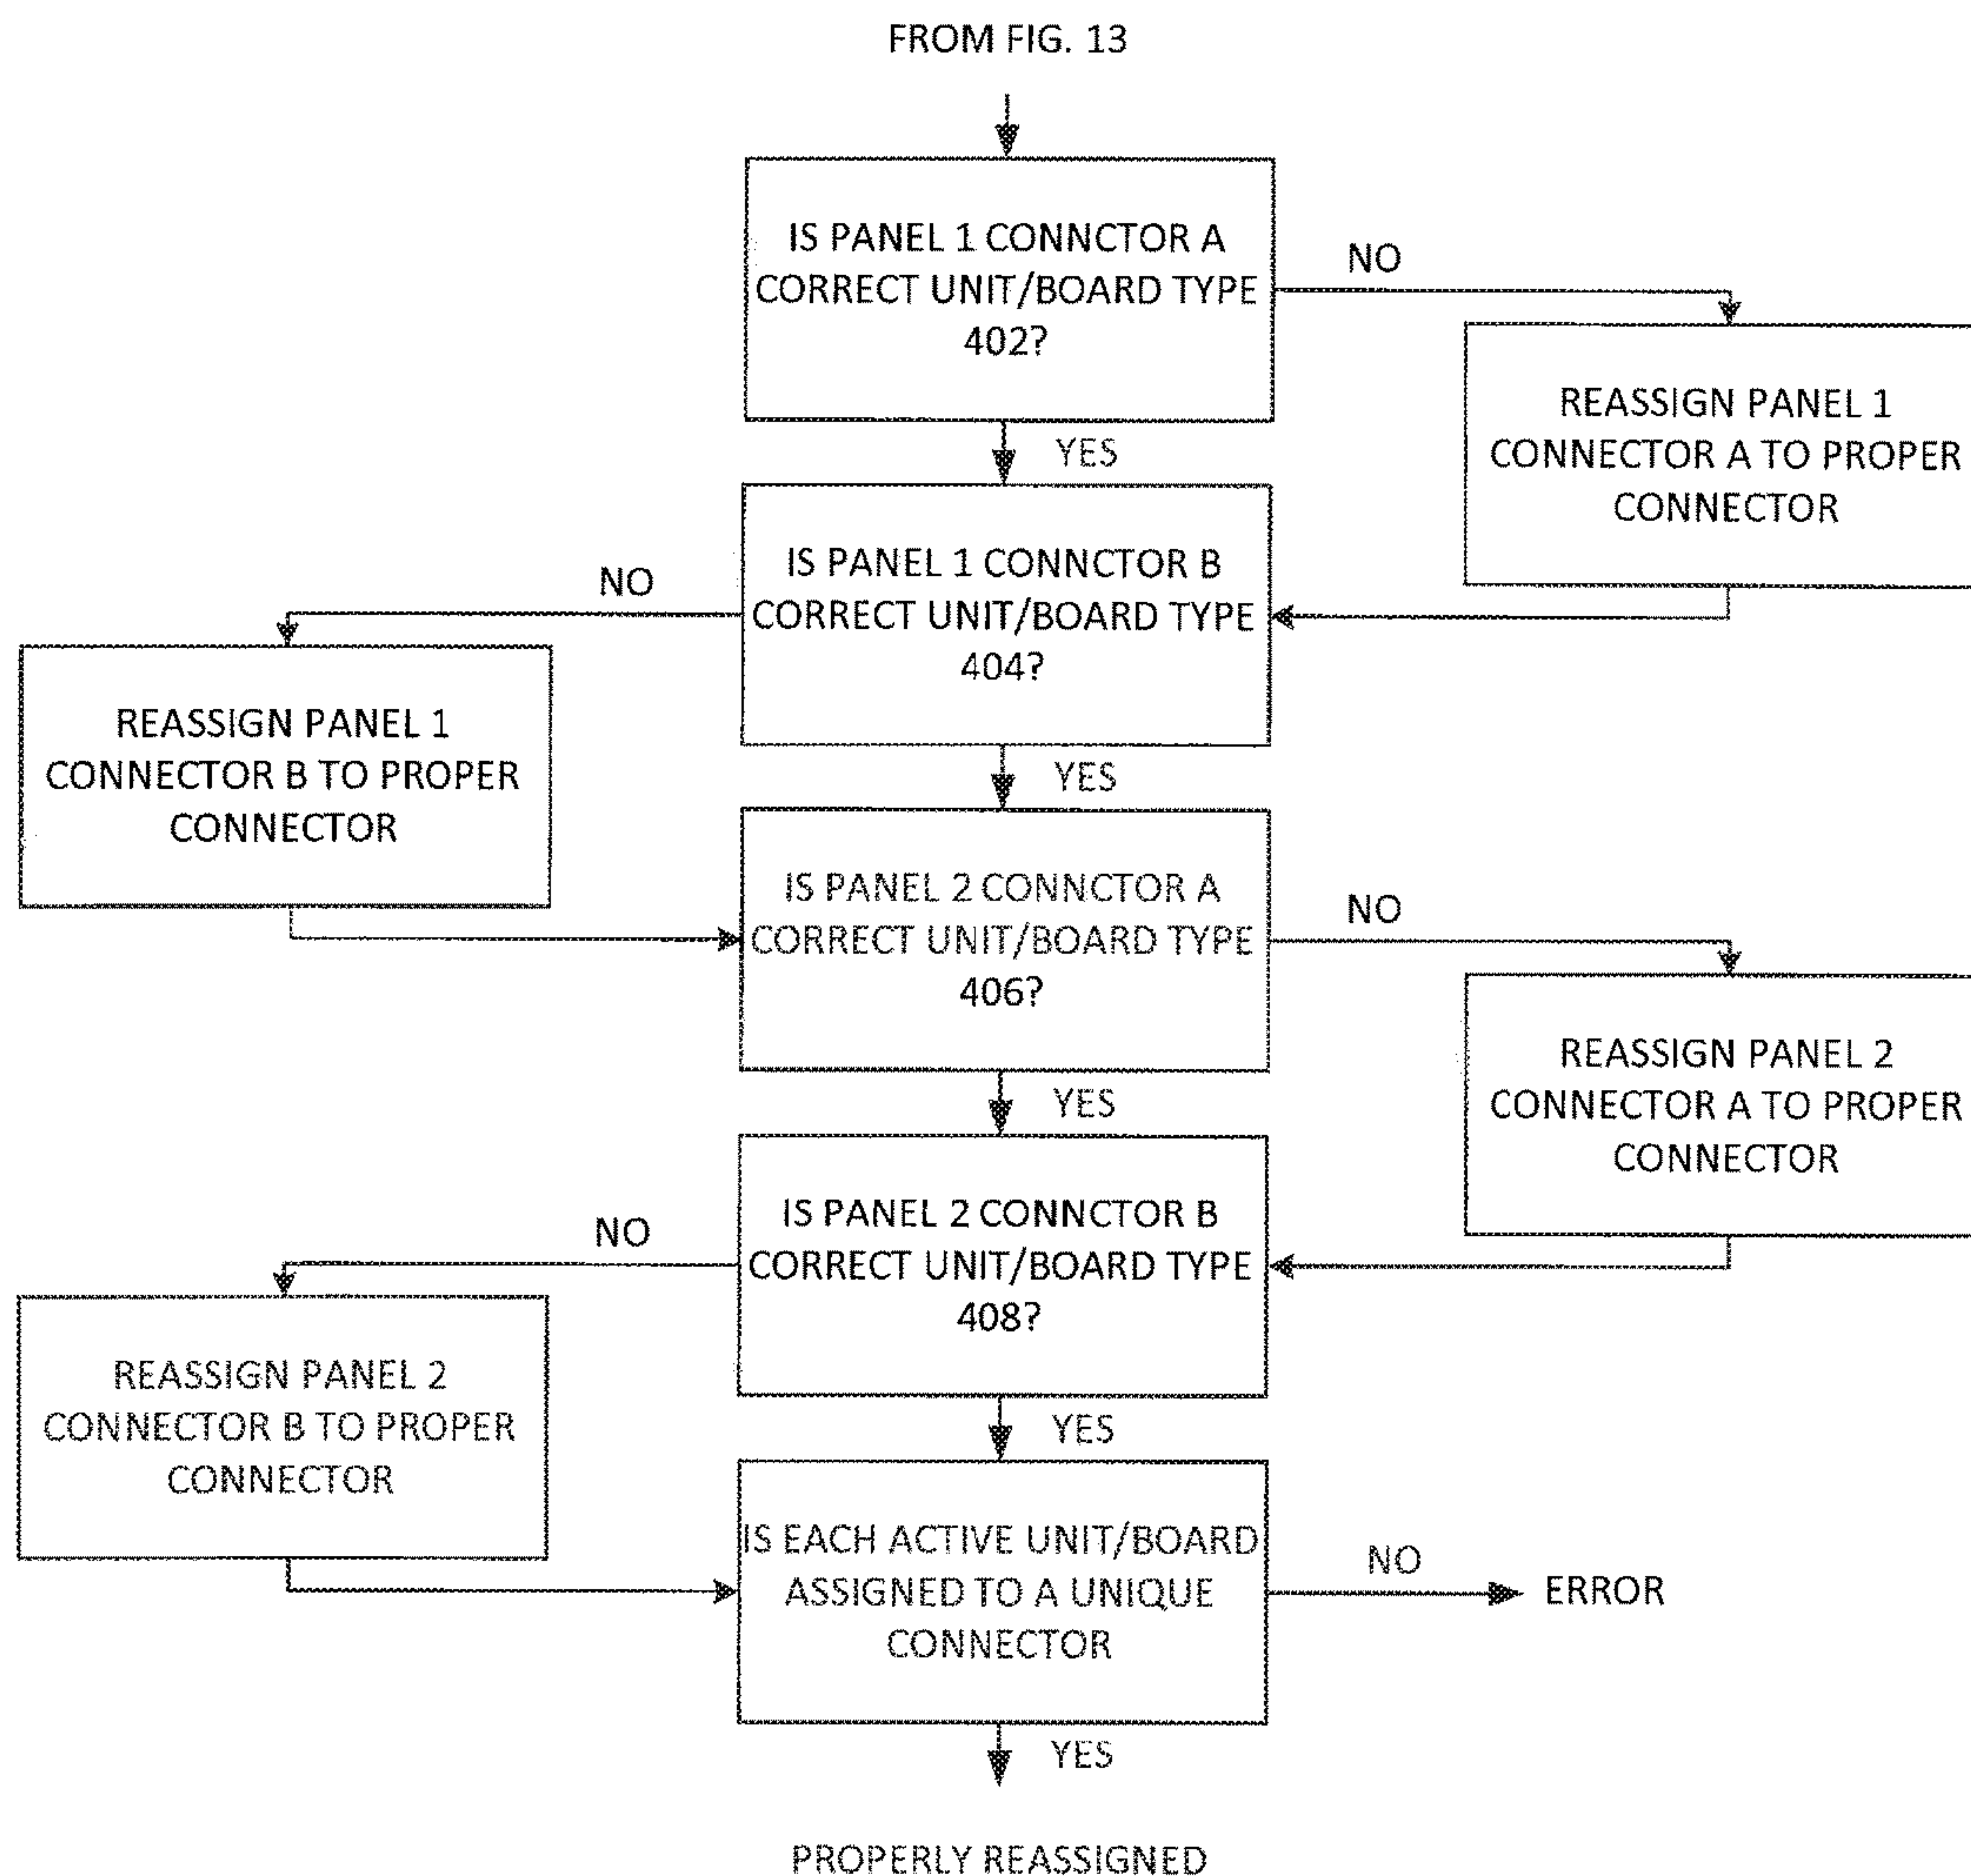 FROM FIG. 13
IS PANEL 1 CONNCTOR A
CORRECT UNIT/BOARD TYPE
402?
NO
REASSIGN PANEL 1
CONNECTOR A TO PROPER
CONNECTOR
YES
IS PANEL 1 CONNCTOR B
CORRECT UNIT/BOARD TYPE
404?
NO
REASSIGN PANEL 1
CONNECTOR B TO PROPER
CONNECTOR
YES
IS PANEL 2 CONNCTOR A
CORRECT UNIT/BOARD TYPE
406?
NO
REASSIGN PANEL 2
CONNECTOR A TO PROPER
CONNECTOR
YES
IS PANEL 2 CONNCTOR B
CORRECT UNIT/BOARD TYPE
408?
NO
REASSIGN PANEL 2
CONNECTOR B TO PROPER
CONNECTOR
YES
IS EACH ACTIVE UNIT/BOARD
ASSIGNED TO A UNIQUE
CONNECTOR
NO
ERROR
YES
PROPERLY REASSIGNED